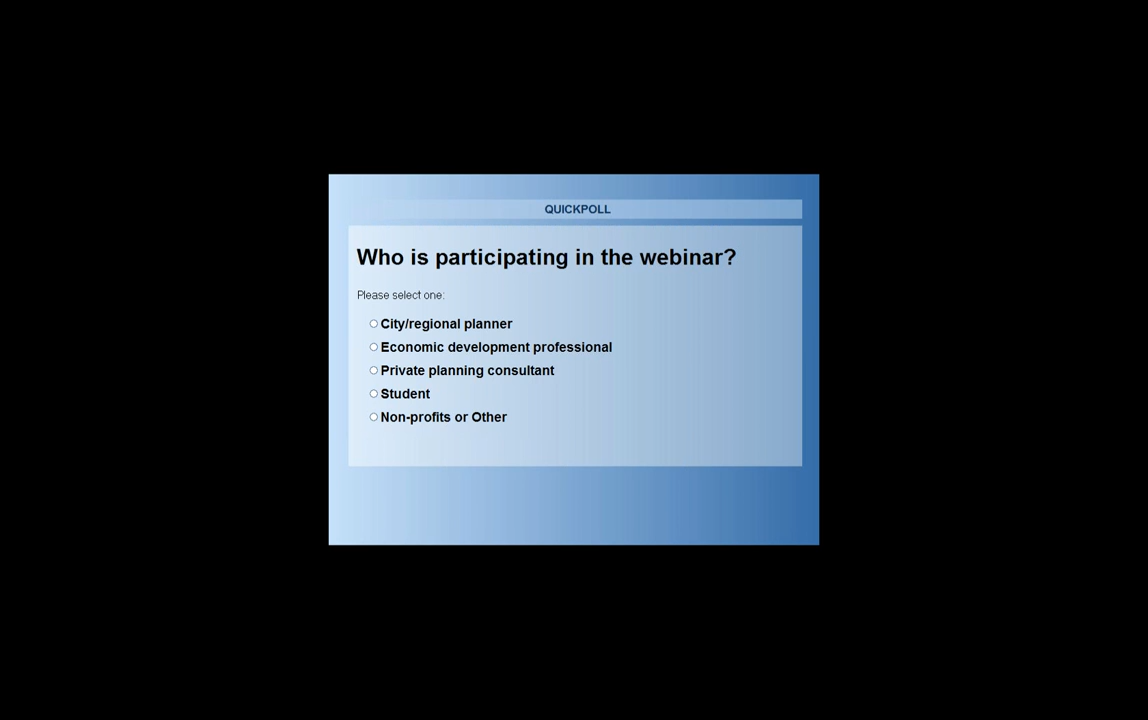 QUICKPOLL
Who is participating in the webinar?
Please select one:
City/regional planner
Economic development professional
Private planning consultant
Student
Non-profits or Other